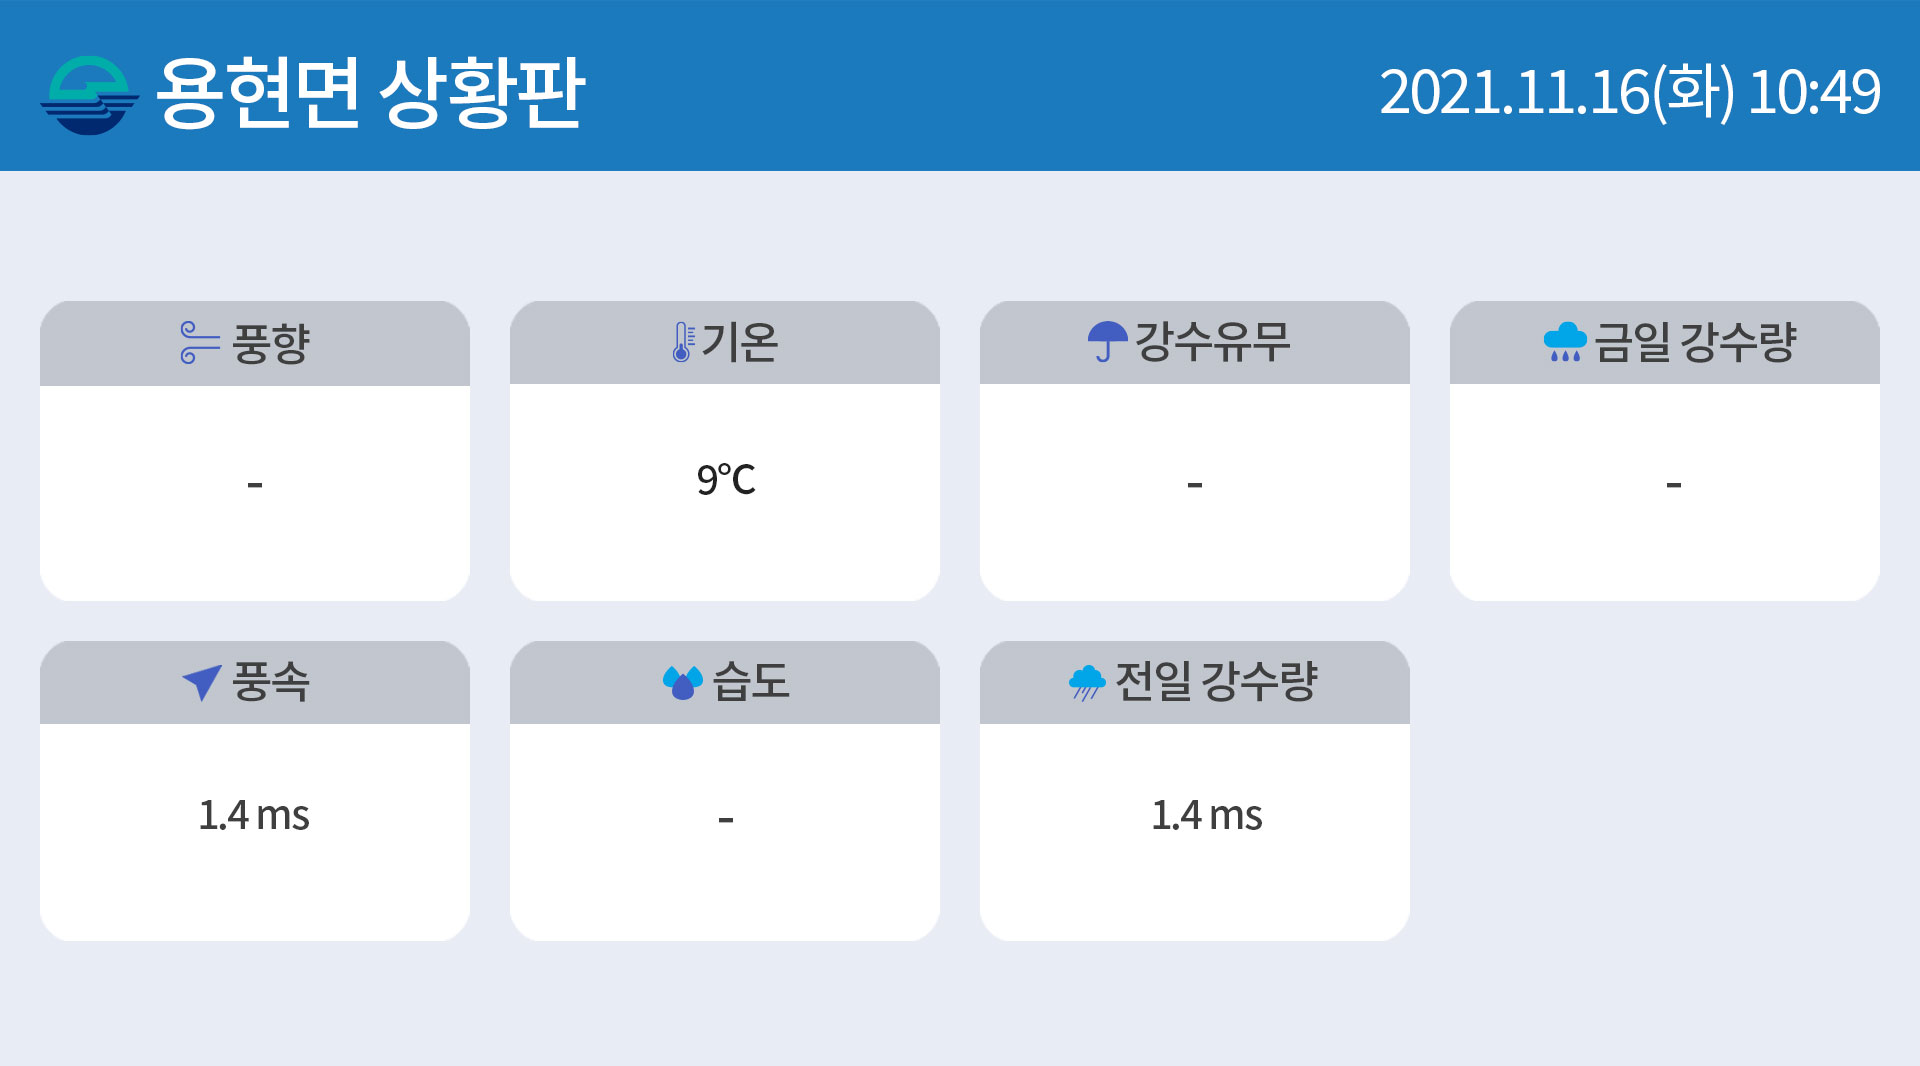 용현면 상황판
2021.11.16(화) 10:49
풍향
-
기온
9℃
강수유무
-
금일 강수량
-
풍속
1.4 ms
습도
-
전일 강수량
1.4 ms